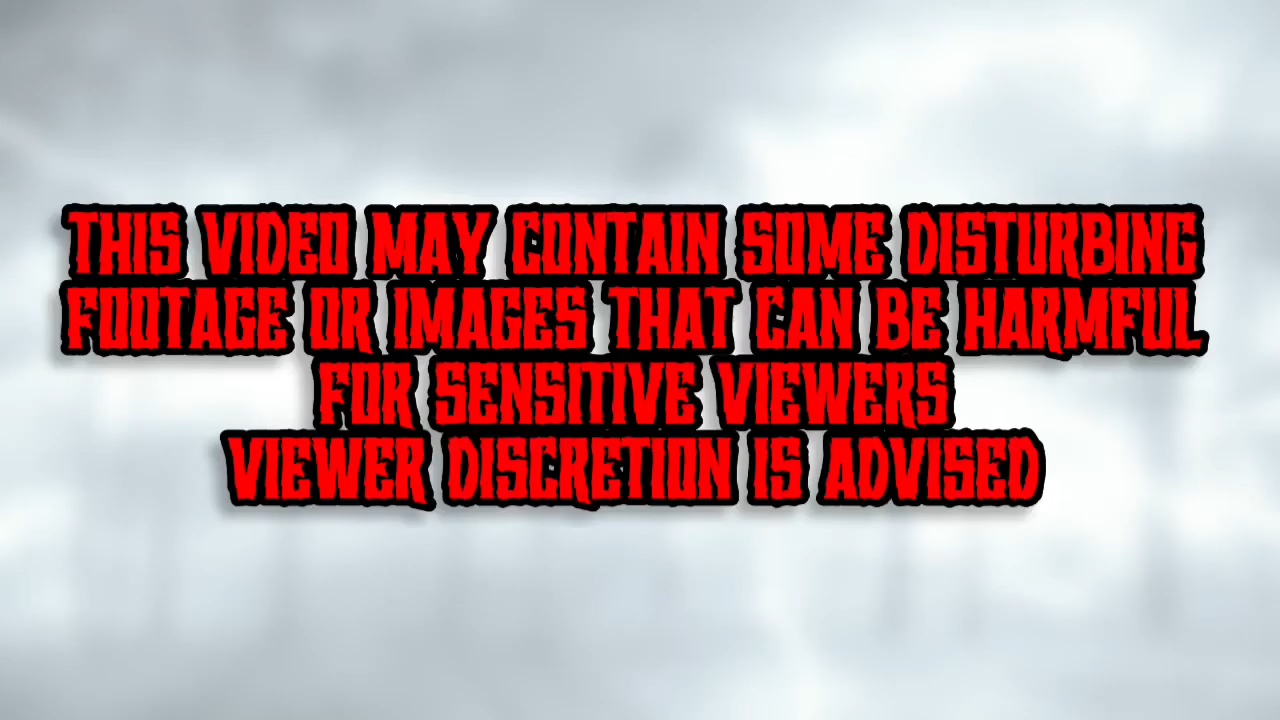 THIS VIDEO MAY CONTAIN SOME DISTURBING
FOOTAGE OR IMAGES THAT CAN BE HARMFUL
FOR SENSITIVE VIEWERS
VIEWER DISCRETION IS ADVISED